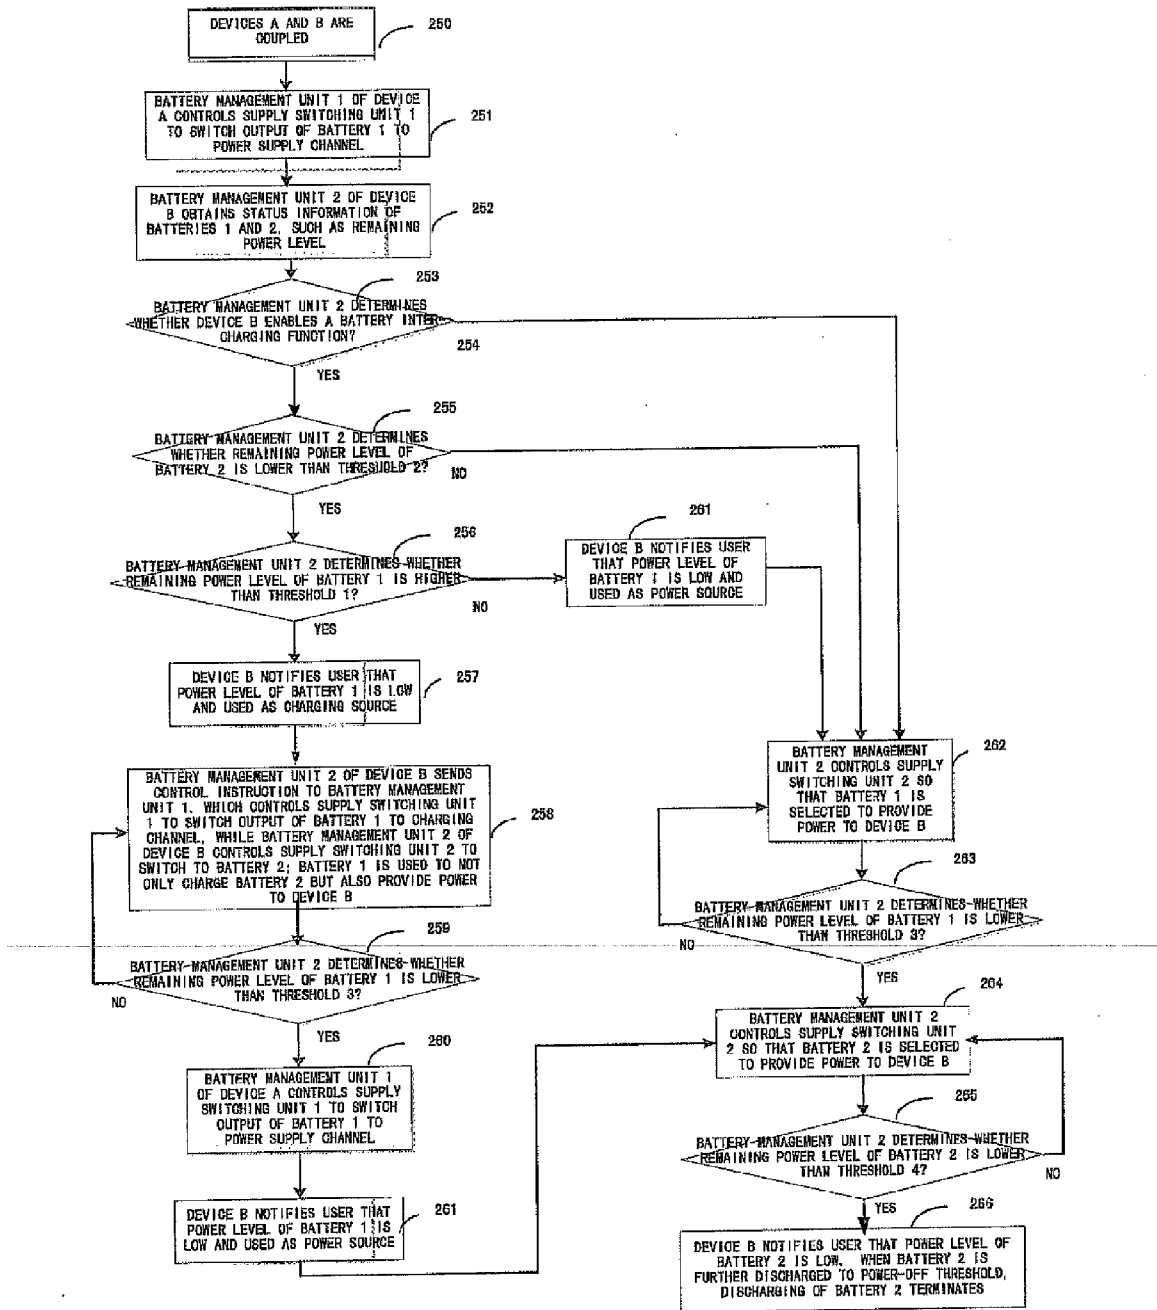 DEVICES A AND B ARE
COUPLED
250
BATTERY MANAGEMENT UNIT 1 OF DEVICE
A CONTROLS SUPPLY SWITCHING UNIT 1
TO SWITCH OUTPUT OF BATTERY 1 TO
POWER SUPPLY CHANNEL
251
BATTERY MANAGEMENT UNIT 2 OF DEVICE
B OBTAINS STATUS INFORMATION OF
BATTERIES 1 AND 2, SUCH AS REMAINING
POWER LEVEL
252
253
BATTERY MANAGEMENT UNIT 2 DETERMINES
WHETHER DEVICE B ENABLES A BATTERY INTER-
CHARGING FUNCTION?
254
YES
255
BATTERY MANAGEMENT UNIT 2 DETERMINES
WHETHER REMAINING POWER LEVEL OF
BATTERY 2 IS LOWER THAN THRESHOLD 2?
NO
YES
256
BATTERY MANAGEMENT UNIT 2 DETERMINES WHETHER
REMAINING POWER LEVEL OF BATTERY 1 IS HIGHER
THAN THRESHOLD 1?
NO
YES
261
DEVICE B NOTIFIES USER
THAT POWER LEVEL OF
BATTERY 1 IS LOW AND
USED AS POWER SOURCE
DEVICE B NOTIFIES USER THAT
POWER LEVEL OF BATTERY 1 IS LOW
AND USED AS CHARGING SOURCE
257
BATTERY MANAGEMENT UNIT 2 OF DEVICE B SENDS
CONTROL INSTRUCTION TO BATTERY MANAGEMENT
UNIT 1, WHICH CONTROLS SUPPLY SWITCHING UNIT
1 TO SWITCH OUTPUT OF BATTERY 1 TO CHARGING
CHANNEL, WHILE BATTERY MANAGEMENT UNIT 2 OF
DEVICE B CONTROLS SUPPLY SWITCHING UNIT 2 TO
SWITCH TO BATTERY 2; BATTERY 1 IS USED TO NOT
ONLY CHARGE BATTERY 2 BUT ALSO PROVIDE POWER
TO DEVICE B
258
259
BATTERY MANAGEMENT UNIT 2 DETERMINES WHETHER
REMAINING POWER LEVEL OF BATTERY 1 IS LOWER
THAN THRESHOLD 3?
NO
YES
260
BATTERY MANAGEMENT UNIT 1
OF DEVICE A CONTROLS SUPPLY
SWITCHING UNIT 1 TO SWITCH
OUTPUT OF BATTERY 1 TO
POWER SUPPLY CHANNEL
DEVICE B NOTIFIES USER THAT
POWER LEVEL OF BATTERY 1 IS
LOW AND USED AS POWER SOURCE
261
BATTERY MANAGEMENT
UNIT 2 CONTROLS SUPPLY
SWITCHING UNIT 2 SO
THAT BATTERY 1 IS
SELECTED TO PROVIDE
POWER TO DEVICE B
262
263
BATTERY MANAGEMENT UNIT 2 DETERMINES WHETHER
REMAINING POWER LEVEL OF BATTERY 1 IS LOWER
THAN THRESHOLD 3?
NO
YES
264
BATTERY MANAGEMENT UNIT 2
CONTROLS SUPPLY SWITCHING UNIT
2 SO THAT BATTERY 2 IS SELECTED
TO PROVIDE POWER TO DEVICE B
265
BATTERY MANAGEMENT UNIT 2 DETERMINES WHETHER
REMAINING POWER LEVEL OF BATTERY 2 IS LOWER
THAN THRESHOLD 4?
NO
YES
266
DEVICE B NOTIFIES USER THAT POWER LEVEL OF
BATTERY 2 IS LOW. WHEN BATTERY 2 IS
FURTHER DISCHARGED TO POWER-OFF THRESHOLD,
DISCHARGING OF BATTERY 2 TERMINATES